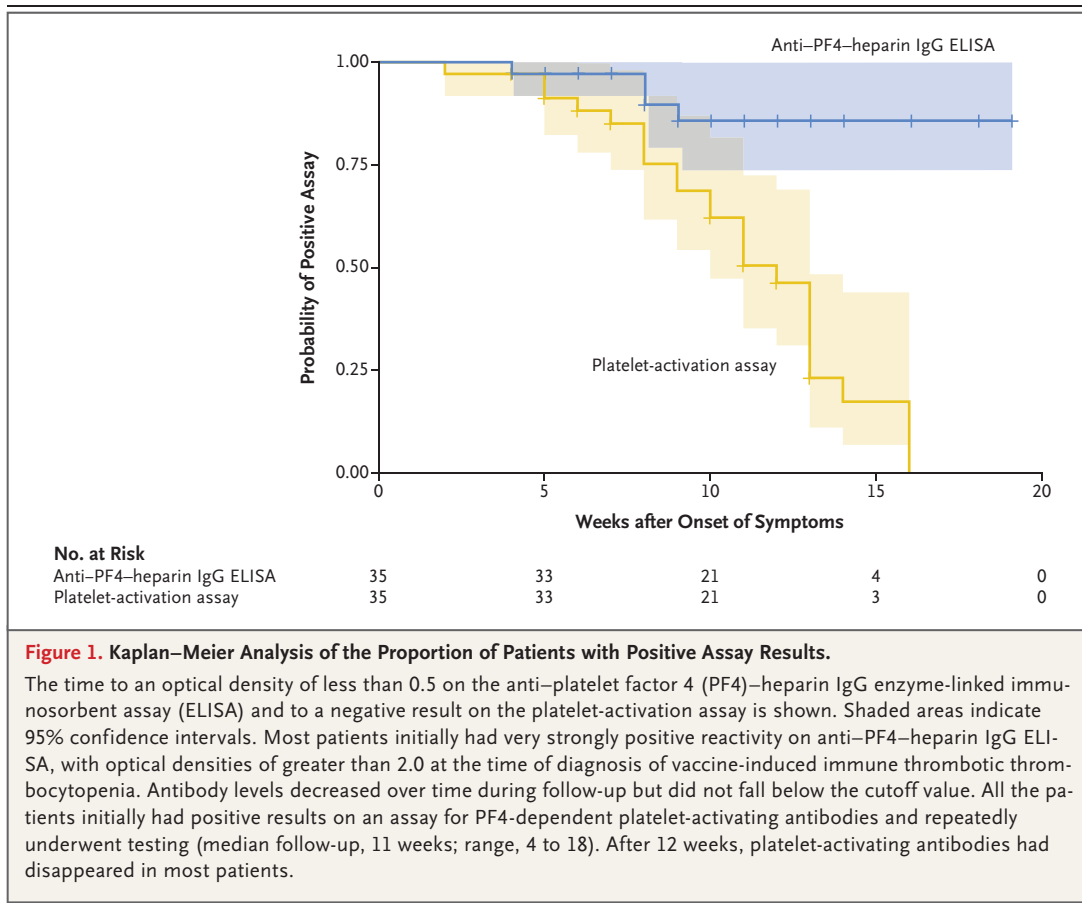 Anti–PF4–heparin IgG ELISA
1.00
0.75
0.50
0.25
0.00
Probability of Positive Assay
Platelet-activation assay
0 5 10 15 20
Weeks after Onset of Symptoms
No. at Risk
Anti–PF4–heparin IgG ELISA 35 33 21 4 0
Platelet-activation assay 35 33 21 3 0
Figure 1. Kaplan–Meier Analysis of the Proportion of Patients with Positive Assay Results.
The time to an optical density of less than 0.5 on the anti–platelet factor 4 (PF4)–heparin IgG enzyme-linked immu-
nosorbent assay (ELISA) and to a negative result on the platelet-activation assay is shown. Shaded areas indicate
95% confidence intervals. Most patients initially had very strongly positive reactivity on anti–PF4–heparin IgG ELI-
SA, with optical densities of greater than 2.0 at the time of diagnosis of vaccine-induced immune thrombotic throm-
bocytopenia. Antibody levels decreased over time during follow-up but did not fall below the cutoff value. All the pa-
tients initially had positive results on an assay for PF4-dependent platelet-activating antibodies and repeatedly
underwent testing (median follow-up, 11 weeks; range, 4 to 18). After 12 weeks, platelet-activating antibodies had
disappeared in most patients.